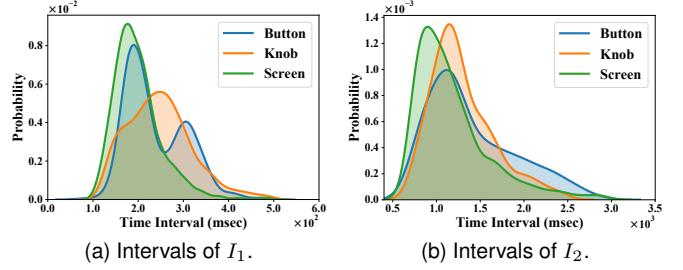 ×10⁻²
0.8
0.6
0.4
0.2
0.0
Probability
Button
Knob
Screen
0.0 1.0 2.0 3.0 4.0 5.0 6.0
Time Interval (msec) ×10²
(a) Intervals of I₁.
×10⁻³
1.4
1.2
1.0
0.8
0.6
0.4
0.2
0.0
Probability
Button
Knob
Screen
0.5 1.0 1.5 2.0 2.5 3.0 3.5
Time Interval (msec) ×10³
(b) Intervals of I₂.